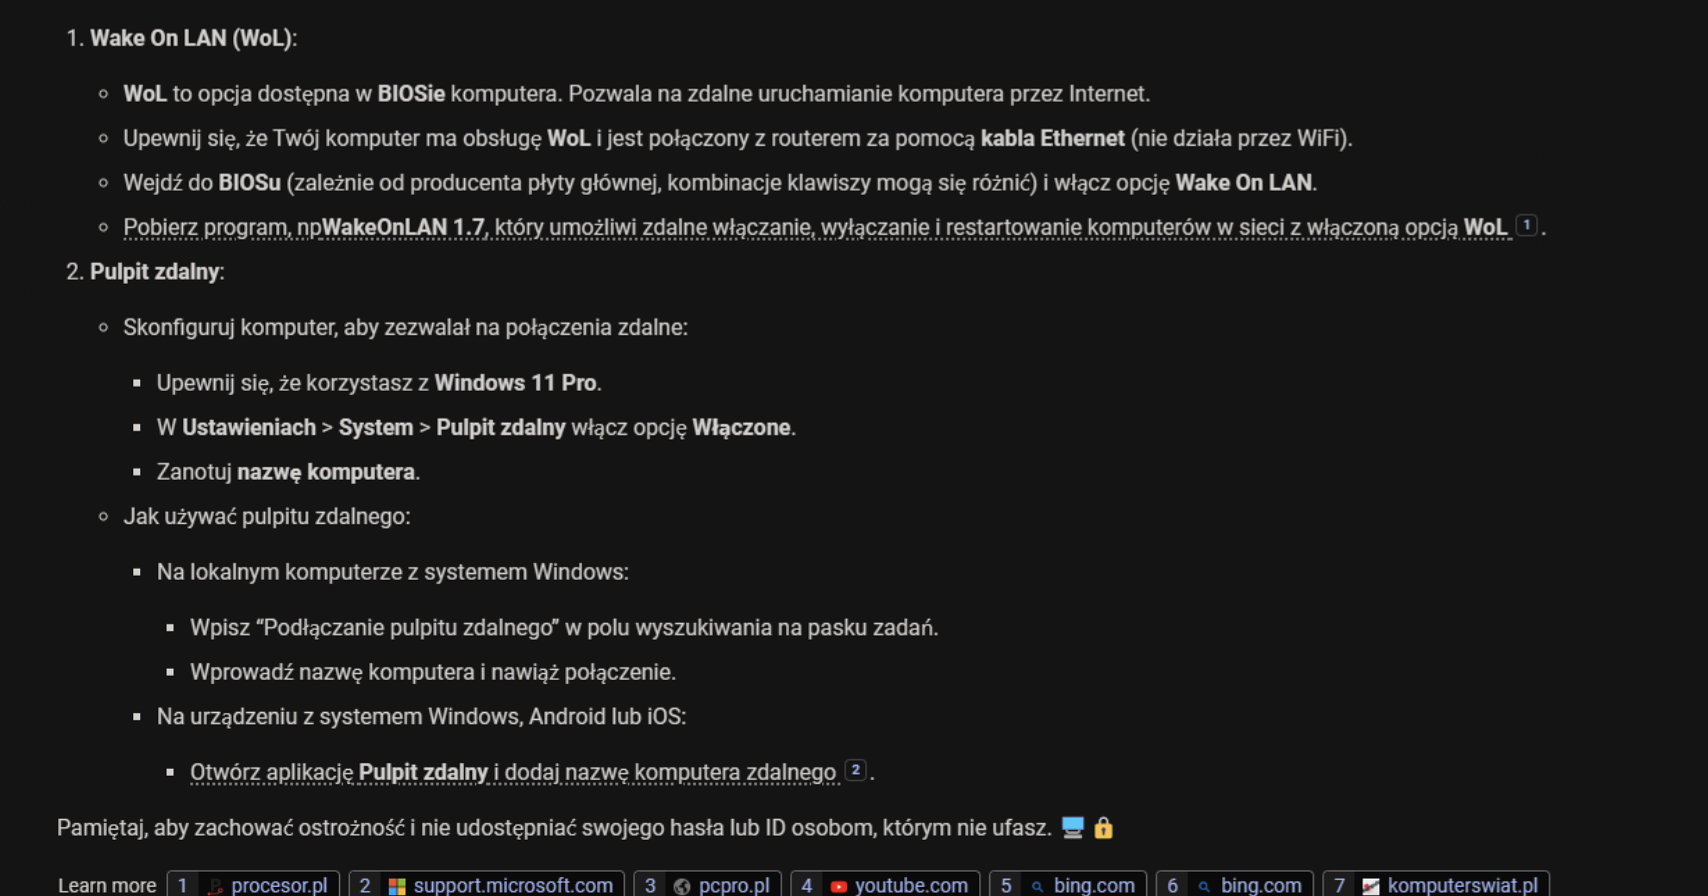 1. Wake On LAN (WoL):
WoL to opcja dostępna w BIOSie komputera. Pozwala na zdalne uruchamianie komputera przez Internet.
Upewnij się, że Twój komputer ma obsługę WoL i jest połączony z routerem za pomocą kabla Ethernet (nie działa przez WiFi).
Wejdź do BIOSu (zależnie od producenta płyty głównej, kombinacje klawiszy mogą się różnić) i włącz opcję Wake On LAN.
Pobierz program, npWakeOnLAN 1.7, który umożliwi zdalne włączanie, wyłączanie i restartowanie komputerów w sieci z włączoną opcją WoL 1 .
2. Pulpit zdalny:
Skonfiguruj komputer, aby zezwalał na połączenia zdalne:
Upewnij się, że korzystasz z Windows 11 Pro.
W Ustawieniach > System > Pulpit zdalny włącz opcję Włączone.
Zanotuj nazwę komputera.
Jak używać pulpitu zdalnego:
Na lokalnym komputerze z systemem Windows:
Wpisz “Podłączanie pulpitu zdalnego” w polu wyszukiwania na pasku zadań.
Wprowadź nazwę komputera i nawiąż połączenie.
Na urządzeniu z systemem Windows, Android lub iOS:
Otwórz aplikację Pulpit zdalny i dodaj nazwę komputera zdalnego 2 .
Pamiętaj, aby zachować ostrożność i nie udostępniać swojego hasła lub ID osobom, którym nie ufasz. 🖥️🔒
Learn more 1 procesor.pl 2 support.microsoft.com 3 pcpro.pl 4 youtube.com 5 bing.com 6 bing.com 7 komputerswiat.pl